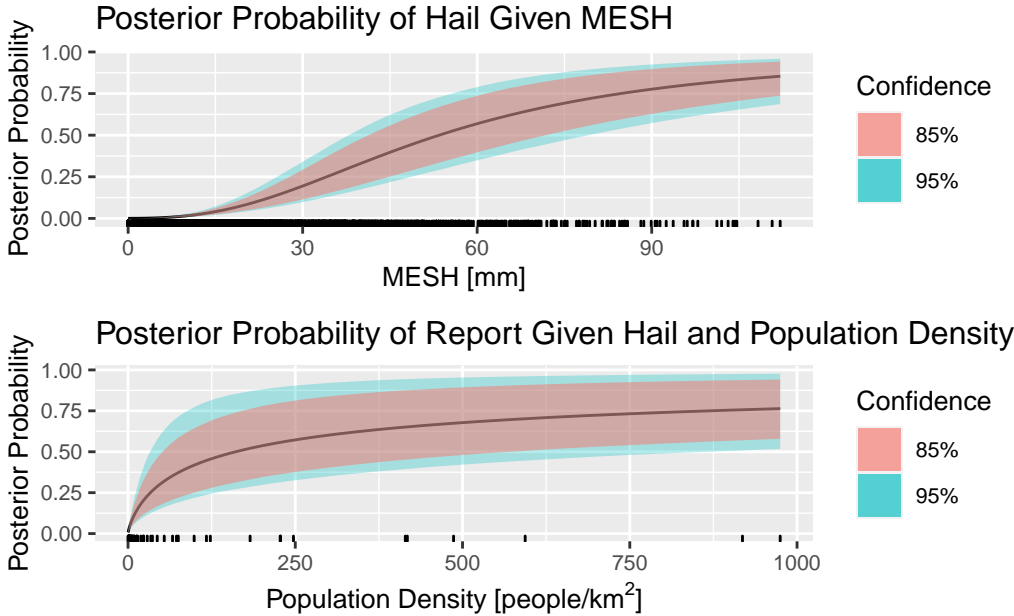 Posterior Probability of Hail Given MESH
Posterior Probability
1.00
0.75
0.50
0.25
0.00
0
30
60
90
MESH [mm]
Confidence
85%
95%
Posterior Probability of Report Given Hail and Population Density
Posterior Probability
1.00
0.75
0.50
0.25
0.00
0
250
500
750
1000
Population Density [people/km²]
Confidence
85%
95%